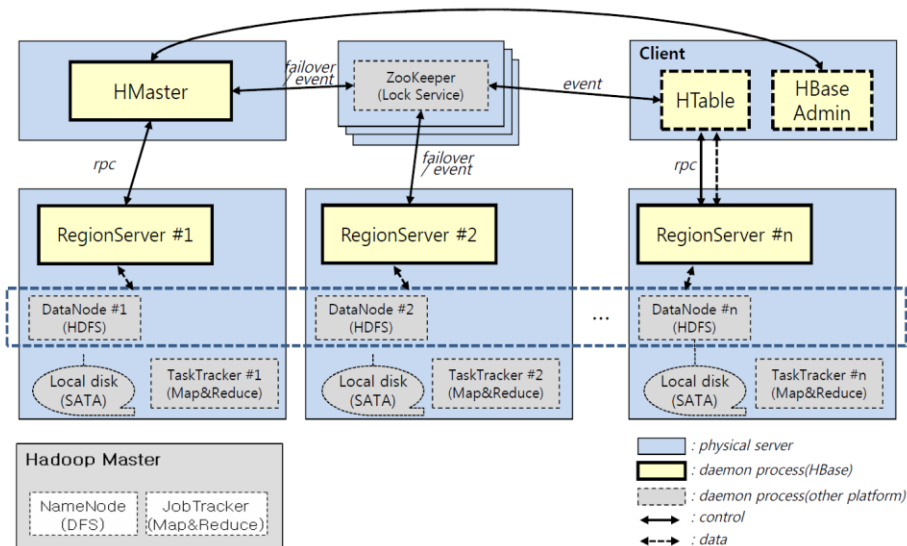 Client
HMaster
failover
/ event
ZooKeeper
(Lock Service)
event
HTable
HBase
Admin
rpc
failover
/ event
rpc
RegionServer #1
RegionServer #2
RegionServer #n
DataNode #1
(HDFS)
DataNode #2
(HDFS)
...
DataNode #n
(HDFS)
Local disk
(SATA)
TaskTracker #1
(Map&Reduce)
Local disk
(SATA)
TaskTracker #2
(Map&Reduce)
Local disk
(SATA)
TaskTracker #n
(Map&Reduce)
Hadoop Master
NameNode
(DFS)
JobTracker
(Map&Reduce)
: physical server
: daemon process(HBase)
: daemon process(other platform)
: control
: data